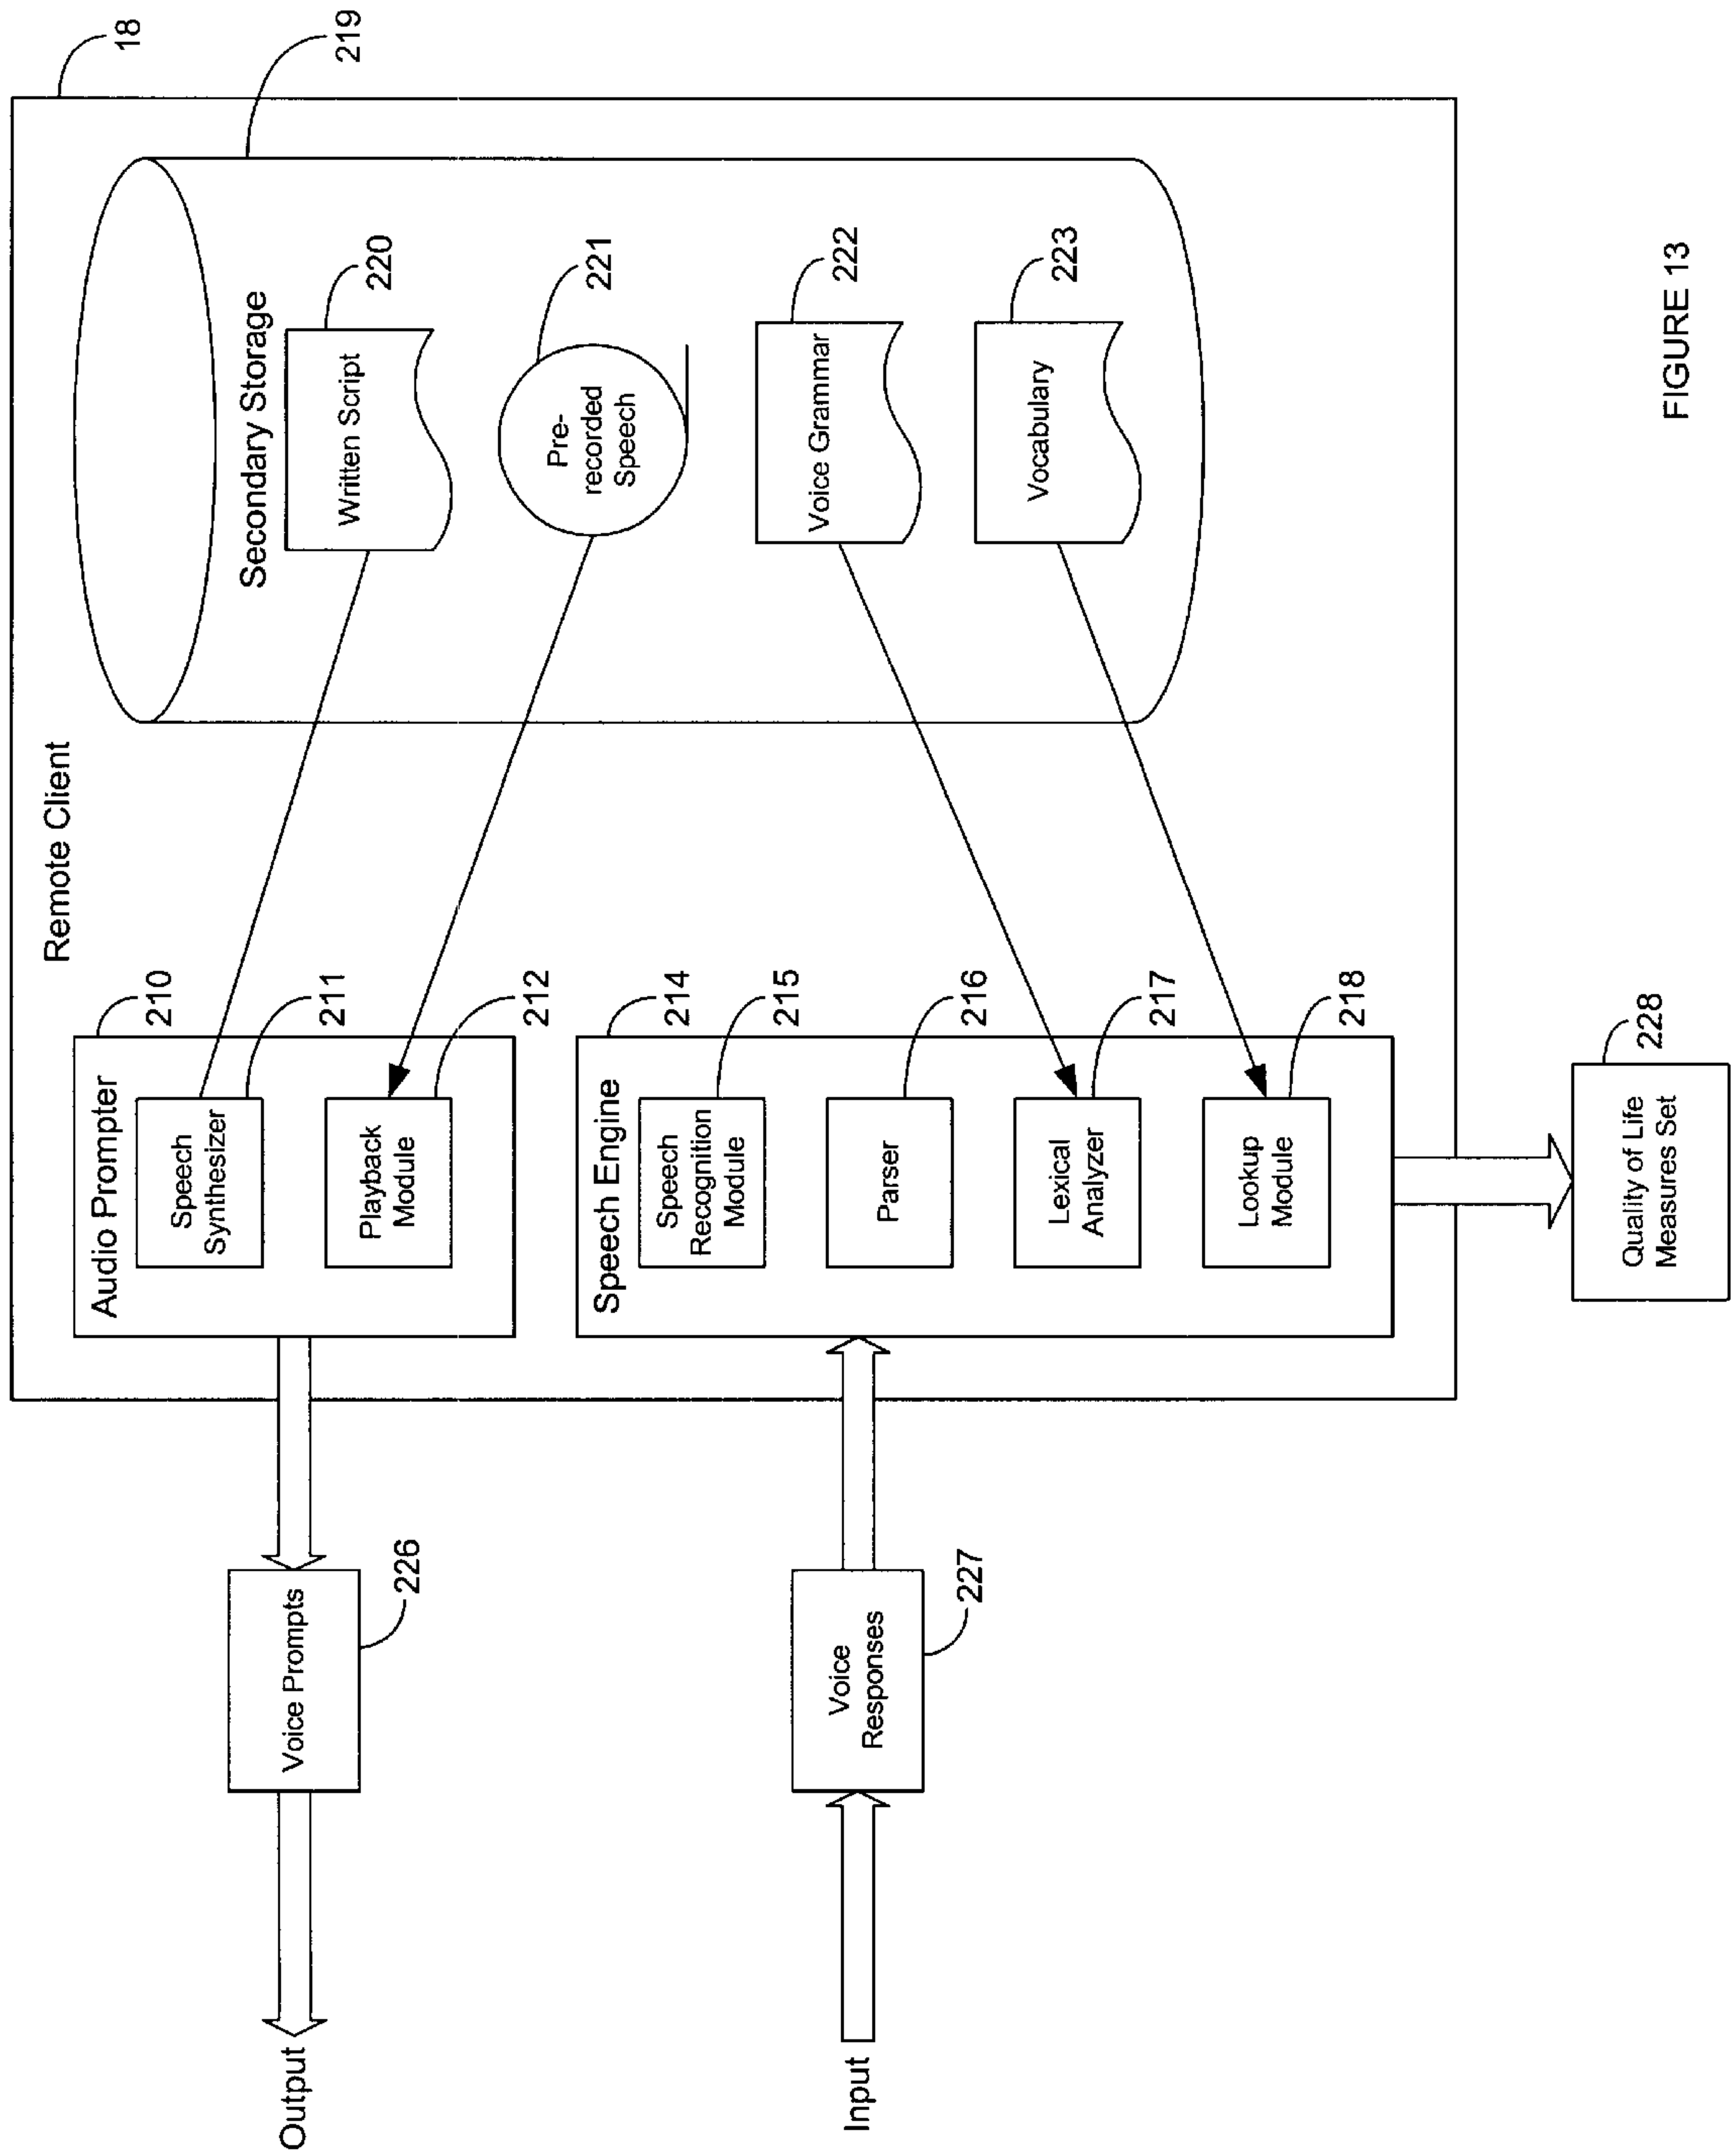 Remote Client
18
Audio Prompter
210
Speech
Synthesizer
211
Playback
Module
212
Speech Engine
214
Speech
Recognition
Module
215
Parser
216
Lexical
Analyzer
217
Lookup
Module
218
Secondary Storage
219
Written Script
220
Pre-
recorded
Speech
221
Voice Grammar
222
Vocabulary
223
Output
Voice Prompts
226
Input
Voice
Responses
227
Quality of Life
Measures Set
228
FIGURE 13